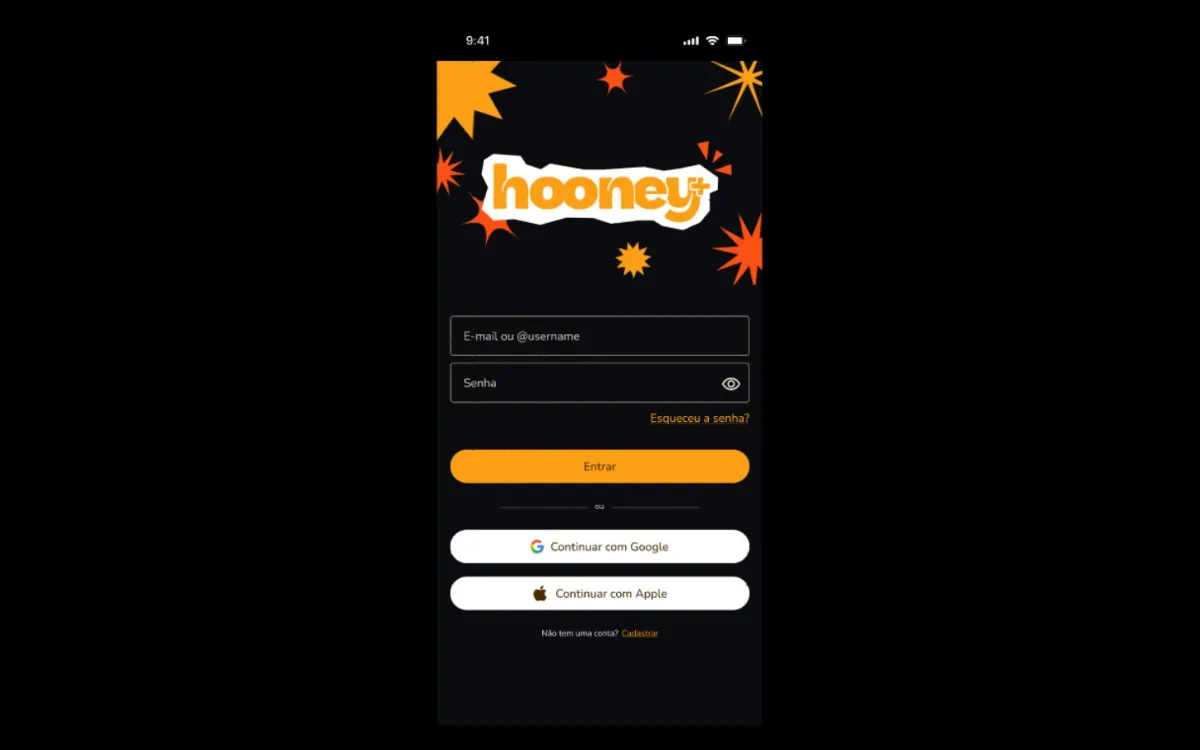 9:41
hooney+
E-mail ou @username
Senha
Esqueceu a senha?
Entrar
ou
Continuar com Google
Continuar com Apple
Não tem uma conta? Cadastrar